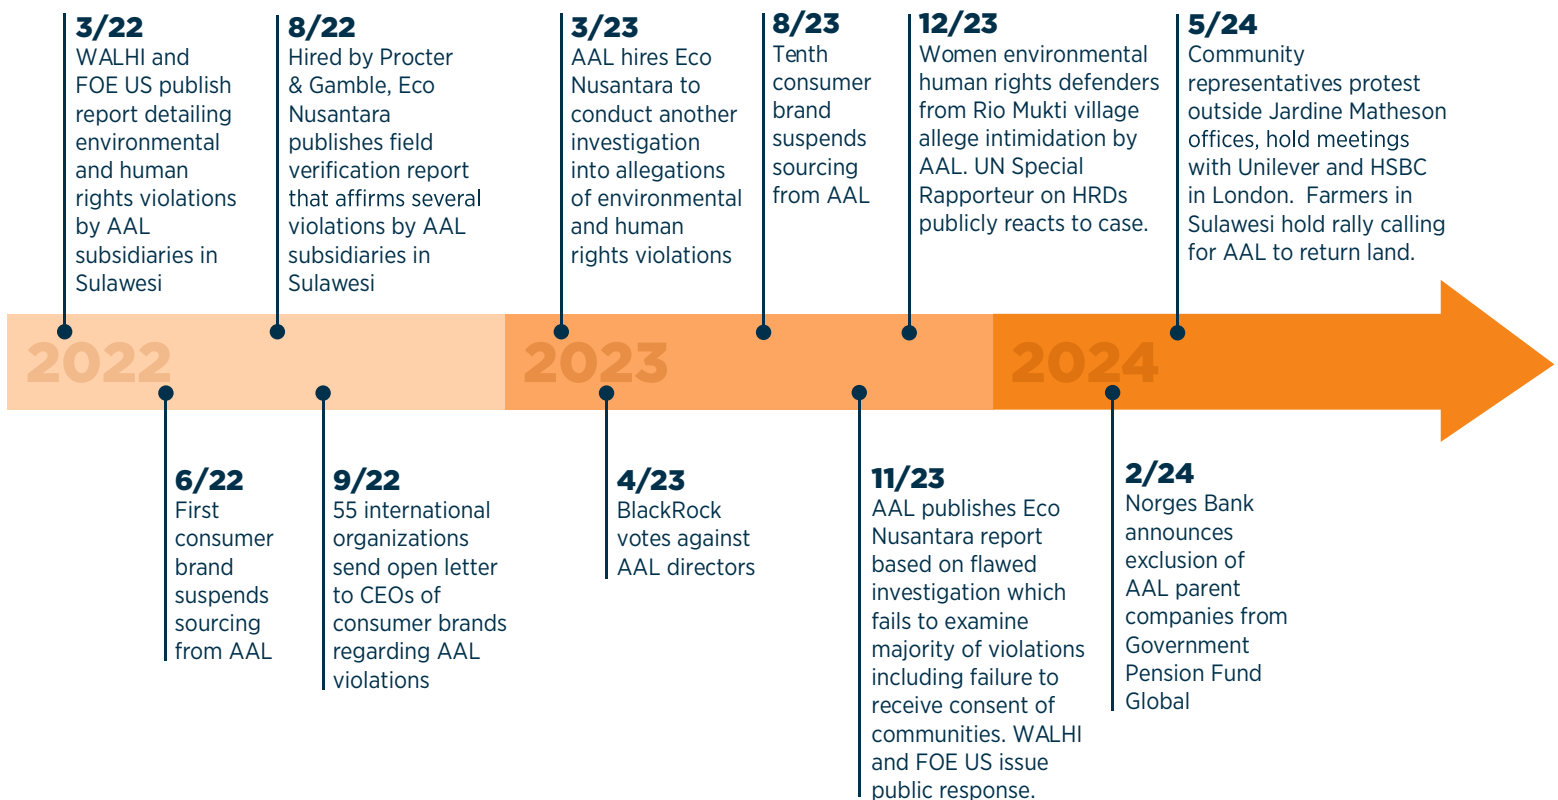 3/22
WALHI and
FOE US publish
report detailing
environmental
and human
rights violations
by AAL
subsidiaries in
Sulawesi
8/22
Hired by Procter
& Gamble, Eco
Nusantara
publishes field
verification report
that affirms several
violations by AAL
subsidiaries in
Sulawesi
3/23
AAL hires Eco
Nusantara to
conduct another
investigation
into allegations
of environmental
and human
rights violations
8/23
Tenth
consumer
brand
suspends
sourcing
from AAL
12/23
Women environmental
human rights defenders
from Rio Mukti village
allege intimidation by
AAL. UN Special
Rapporteur on HRDs
publicly reacts to case.
5/24
Community
representatives protest
outside Jardine Matheson
offices, hold meetings
with Unilever and HSBC
in London.  Farmers in
Sulawesi hold rally calling
for AAL to return land.
2022
2023
2024
6/22
First
consumer
brand
suspends
sourcing
from AAL
9/22
55 international
organizations
send open letter
to CEOs of
consumer brands
regarding AAL
violations
4/23
BlackRock
votes against
AAL directors
11/23
AAL publishes Eco
Nusantara report
based on flawed
investigation which
fails to examine
majority of violations
including failure to
receive consent of
communities. WALHI
and FOE US issue
public response.
2/24
Norges Bank
announces
exclusion of
AAL parent
companies from
Government
Pension Fund
Global